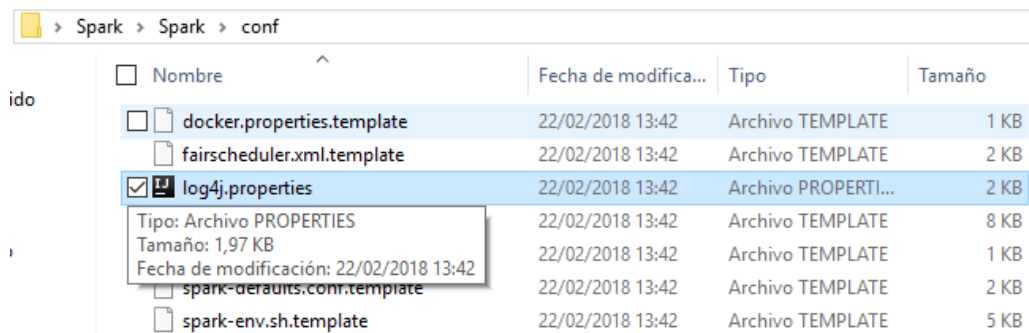 Spark > Spark > conf
Nombre Fecha de modifica... Tipo Tamaño
ido
docker.properties.template 22/02/2018 13:42 Archivo TEMPLATE 1 KB
fairscheduler.xml.template 22/02/2018 13:42 Archivo TEMPLATE 2 KB
log4j.properties 22/02/2018 13:42 Archivo PROPERTI... 2 KB
Tipo: Archivo PROPERTIES 22/02/2018 13:42 Archivo TEMPLATE 8 KB
Tamaño: 1,97 KB 22/02/2018 13:42 Archivo TEMPLATE 1 KB
Fecha de modificación: 22/02/2018 13:42
spark-defaults.conf.template 22/02/2018 13:42 Archivo TEMPLATE 2 KB
spark-env.sh.template 22/02/2018 13:42 Archivo TEMPLATE 5 KB